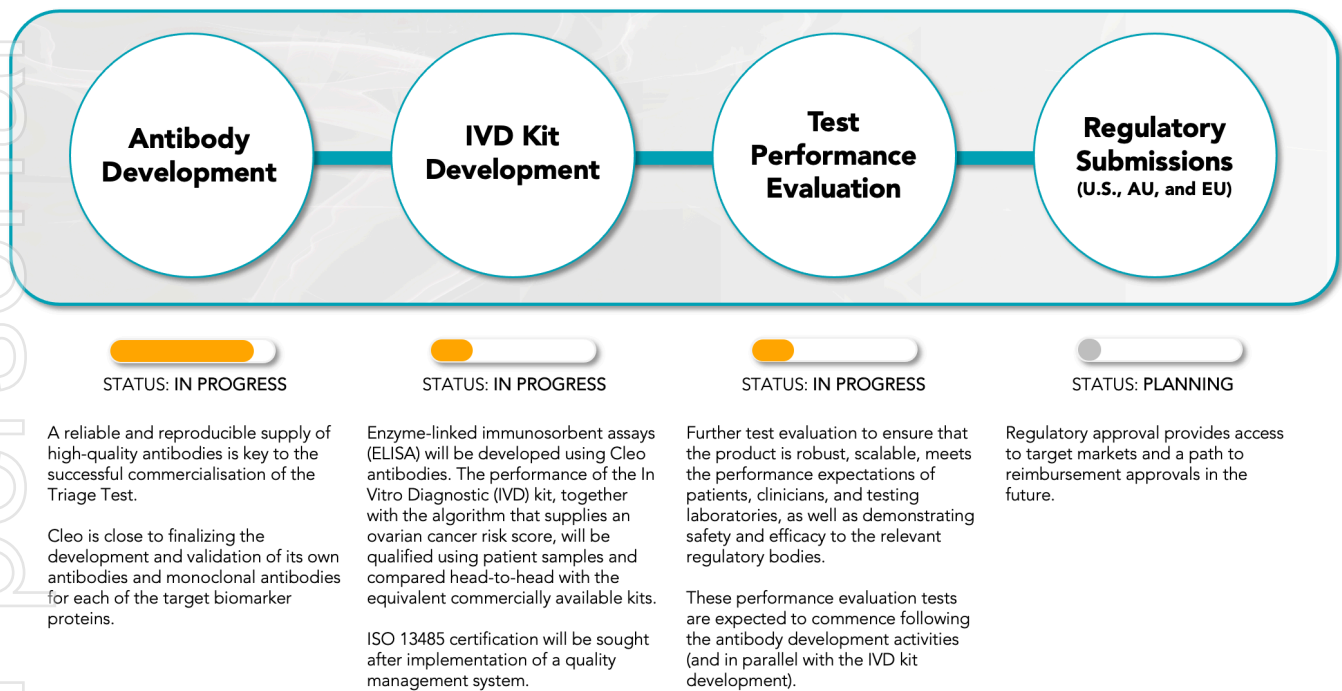 Antibody
Development
IVD Kit
Development
Test
Performance
Evaluation
Regulatory
Submissions
(U.S., AU, and EU)
STATUS: IN PROGRESS
STATUS: IN PROGRESS
STATUS: IN PROGRESS
STATUS: PLANNING
A reliable and reproducible supply of
high-quality antibodies is key to the
successful commercialisation of the
Triage Test.
Cleo is close to finalizing the
development and validation of its own
antibodies and monoclonal antibodies
for each of the target biomarker
proteins.
Enzyme-linked immunosorbent assays
(ELISA) will be developed using Cleo
antibodies. The performance of the In
Vitro Diagnostic (IVD) kit, together
with the algorithm that supplies an
ovarian cancer risk score, will be
qualified using patient samples and
compared head-to-head with the
equivalent commercially available kits.
ISO 13485 certification will be sought
after implementation of a quality
management system.
Further test evaluation to ensure that
the product is robust, scalable, meets
the performance expectations of
patients, clinicians, and testing
laboratories, as well as demonstrating
safety and efficacy to the relevant
regulatory bodies.
These performance evaluation tests
are expected to commence following
the antibody development activities
(and in parallel with the IVD kit
development).
Regulatory approval provides access
to target markets and a path to
reimbursement approvals in the
future.